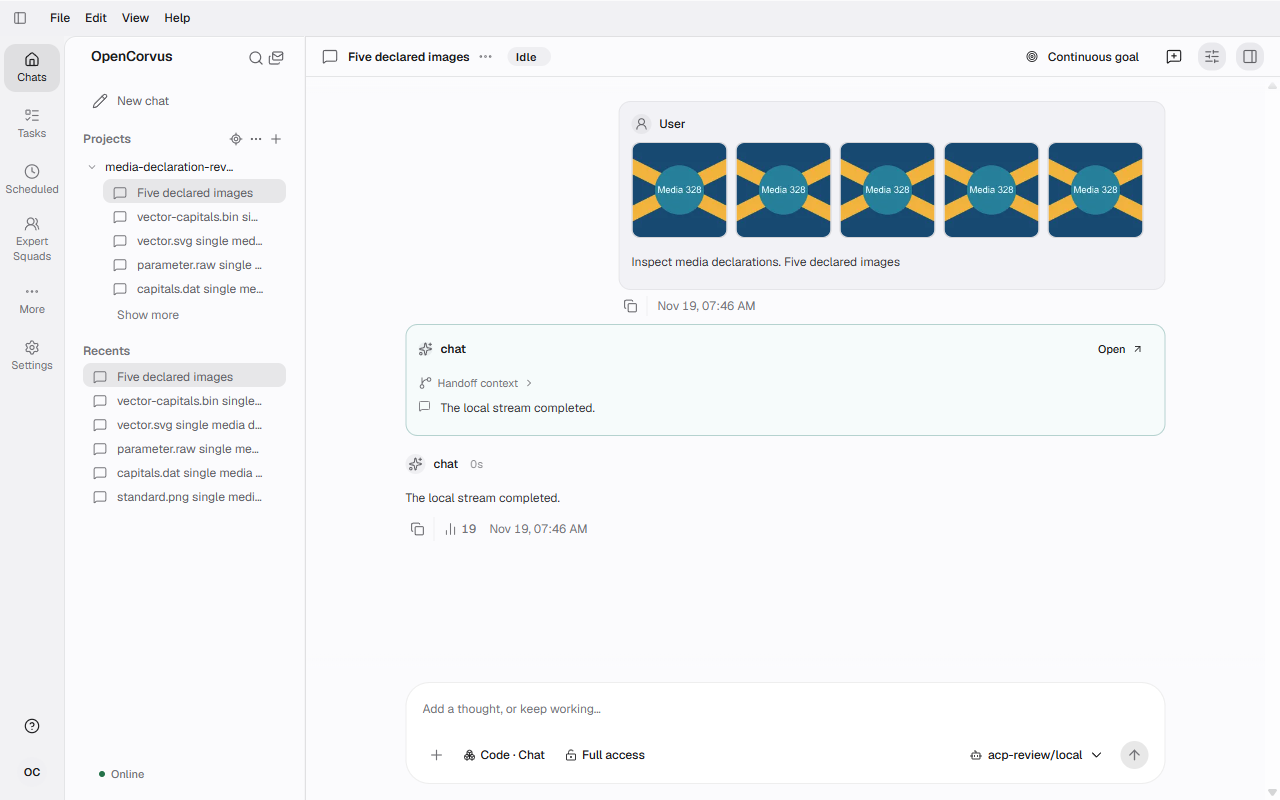 File Edit View Help
Chats
Tasks
Scheduled
Expert
Squads
More
Settings
OC
OpenCorvus
New chat
Projects
media-declaration-rev...
Five declared images
vector-capitals.bin si...
vector.svg single med...
parameter.raw single ...
capitals.dat single me...
Show more
Recents
Five declared images
vector-capitals.bin single...
vector.svg single media d...
parameter.raw single me...
capitals.dat single media ...
standard.png single medi...
Online
Five declared images Idle Continuous goal
User
Media 328 Media 328 Media 328 Media 328 Media 328
Inspect media declarations. Five declared images
Nov 19, 07:46 AM
chat Open
Handoff context
The local stream completed.
chat 0s
The local stream completed.
19 Nov 19, 07:46 AM
Add a thought, or keep working...
Code · Chat Full access acp-review/local